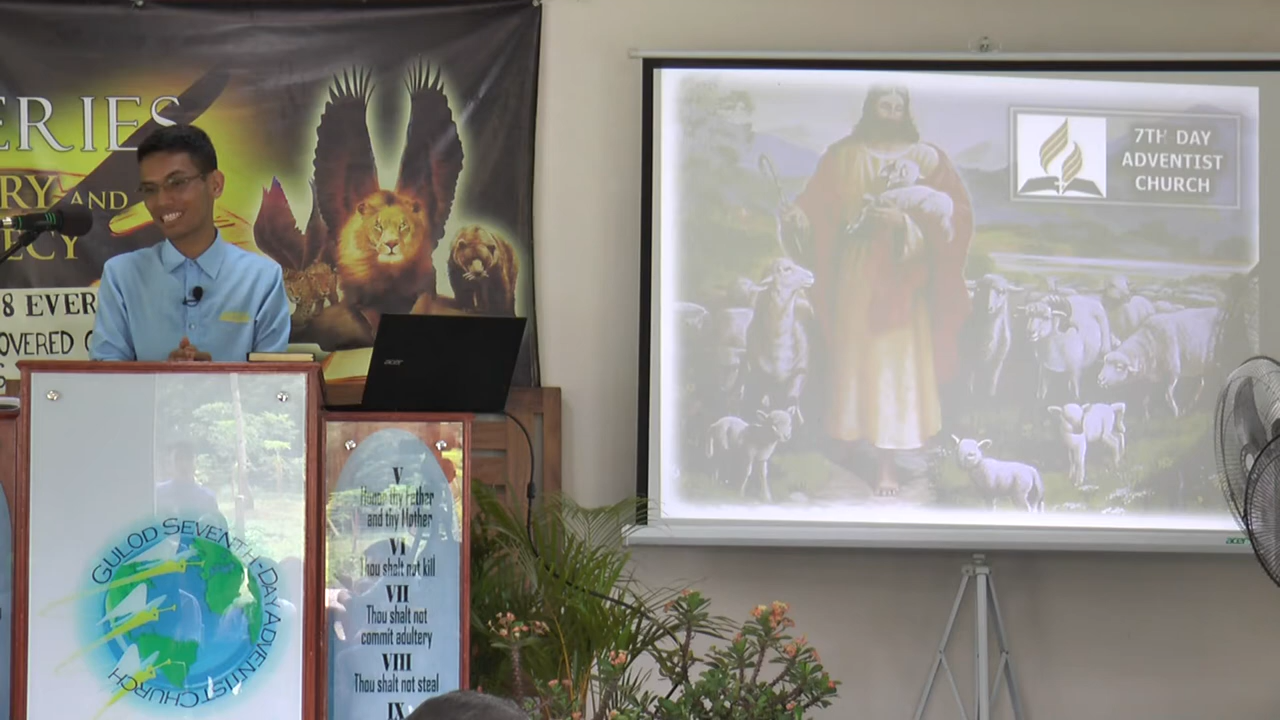 ERIES
RY AND
ECY
8 EVER
OVERED
acer
7TH DAY
ADVENTIST
CHURCH
acer
GULOD SEVENTH-DAY ADVENTIST CHURCH
V
Honor thy Father
and thy Mother
VI
Thou shalt not kill
VII
Thou shalt not
commit adultery
VIII
Thou shalt not steal
IX